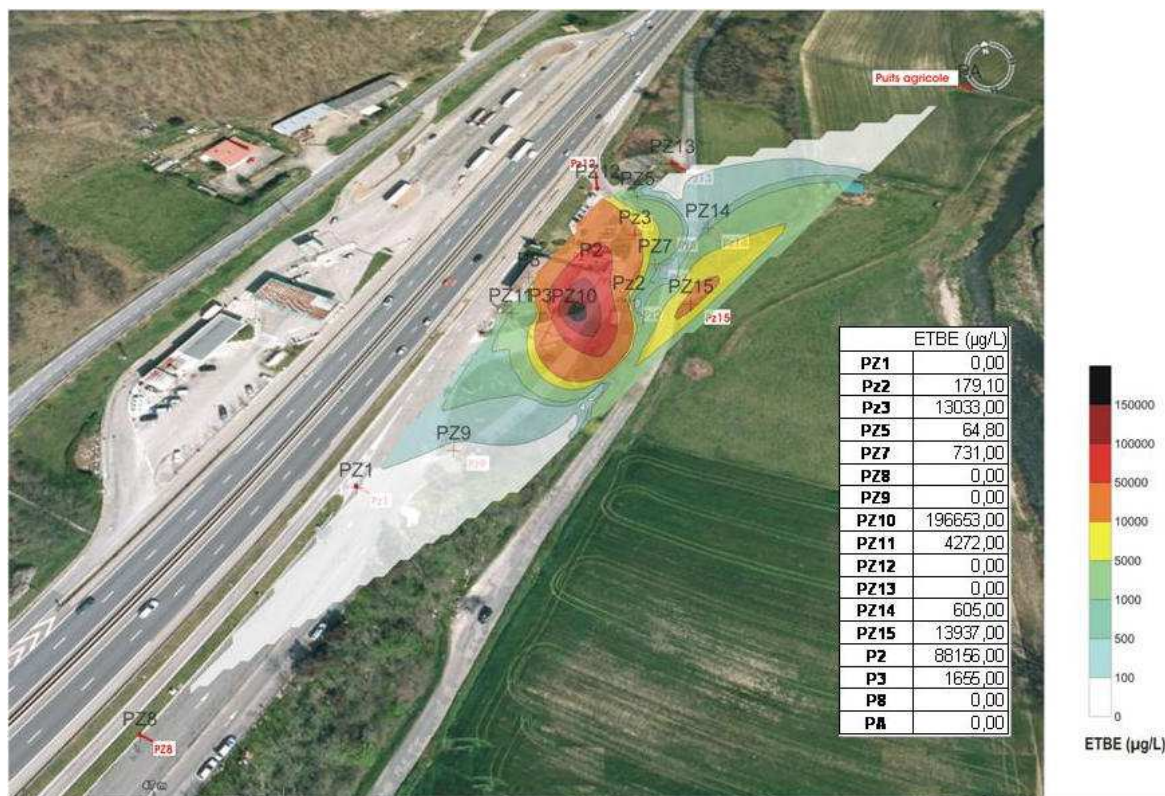 N
Puits agricole
PZ13
Pz12
PZ12
PZ5
Pz3
PZ14
P2
PZ7
P8
Pz2
PZ15
PZ11
P3
PZ10
Pz15
PZ9
Pz9
PZ1
Pz1
PZ8
PZ8
ETBE (µg/L)
PZ1 0,00
Pz2 179,10
Pz3 13033,00
PZ5 64,80
PZ7 731,00
PZ8 0,00
PZ9 0,00
PZ10 196653,00
PZ11 4272,00
PZ12 0,00
PZ13 0,00
PZ14 605,00
PZ15 13937,00
P2 88156,00
P3 1655,00
P8 0,00
PA 0,00
150000
100000
50000
10000
5000
1000
500
100
0
ETBE (µg/L)